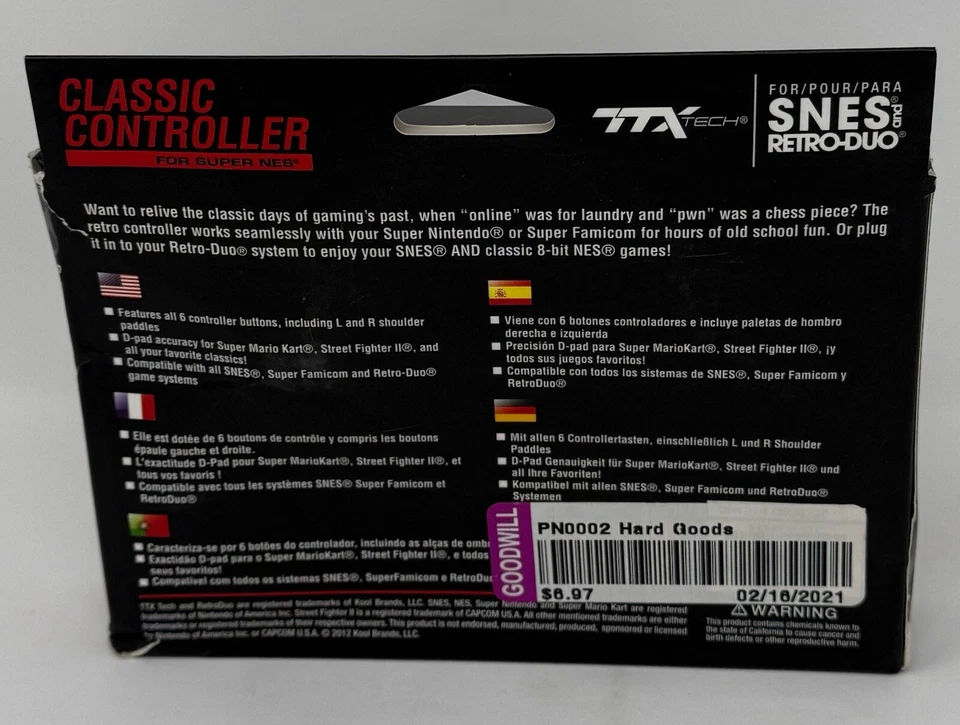 CLASSIC
CONTROLLER
FOR SUPER NES®
TTX TECH®
FOR/POUR/PARA
SNES and
RETRO-DUO®
Want to relive the classic days of gaming's past, when "online" was for laundry and "pwn" was a chess piece? The
retro controller works seamlessly with your Super Nintendo® or Super Famicom for hours of old school fun. Or plug
it in to your Retro-Duo® system to enjoy your SNES® AND classic 8-bit NES® games!
Features all 6 controller buttons, including L and R shoulder
paddles
D-pad accuracy for Super Mario Kart®, Street Fighter II®, and
all your favorite classics!
Compatible with all SNES®, Super Famicom and Retro-Duo®
game systems
Viene con 6 botones controladores e incluye paletas de hombro
derecha e izquierda
Precisión D-pad para Super MarioKart®, Street Fighter II®, ¡y
todos sus juegos favoritos!
Compatible con todos los sistemas de SNES®, Super Famicom y
RetroDuo®
Elle est dotée de 6 boutons de contrôle y compris les boutons
épaule gauche et droite.
L'exactitude D-Pad pour Super MarioKart®, Street Fighter II®, et
tous vos favoris !
Compatible avec tous les systèmes SNES® Super Famicom et
RetroDuo®
Mit allen 6 Controllertasten, einschließlich L und R Shoulder
Paddles
D-Pad Genauigkeit für Super MarioKart®, Street Fighter II® und
all Ihre Favoriten!
Kompatibel mit allen SNES®, Super Famicom und RetroDuo®
Systemen
Caracteriza-se por 6 botões do controlador, incluindo as alças de
Exactidão D-pad para o Super MarioKart®, Street Fighter II®, e todos
seus favoritos!
Compativel com todos os sistemas SNES®, SuperFamicom e
GOODWILL
PN0002 Hard Goods
$6.97
02/16/2021
TTX Tech and RetroDuo are registered trademarks of Kool Brands, LLC. SNES, NES, Super Nintendo and Super Mario Kart are registered
trademarks of Nintendo of America Inc. Street Fighter II is a registered trademark of CAPCOM USA. All other mentioned trademarks are either
trademarks or registered trademarks of their respective owners. This product is not endorsed, manufactured, produced, sponsored or licensed
by Nintendo of America Inc. or CAPCOM U.S.A. © 2012 Kool Brands, LLC.
⚠WARNING
This product contains chemicals known to
the state of California to cause cancer and
birth defects or other reproductive harm.